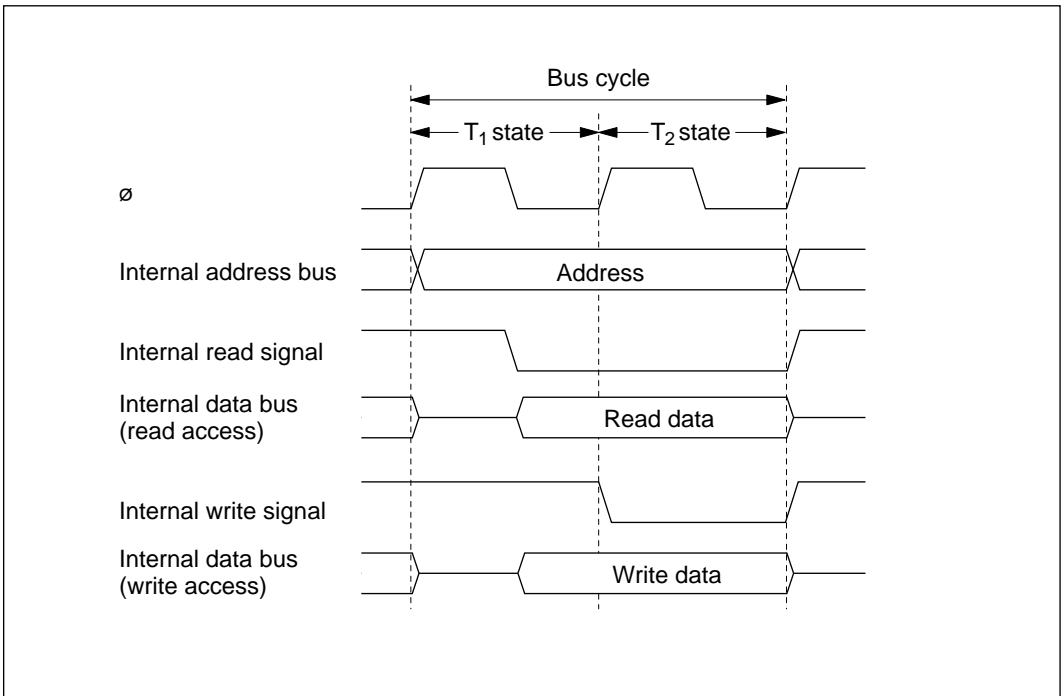 Bus cycle
T1 state
T2 state
ø
Internal address bus
Address
Internal read signal
Internal data bus
(read access)
Read data
Internal write signal
Internal data bus
(write access)
Write data